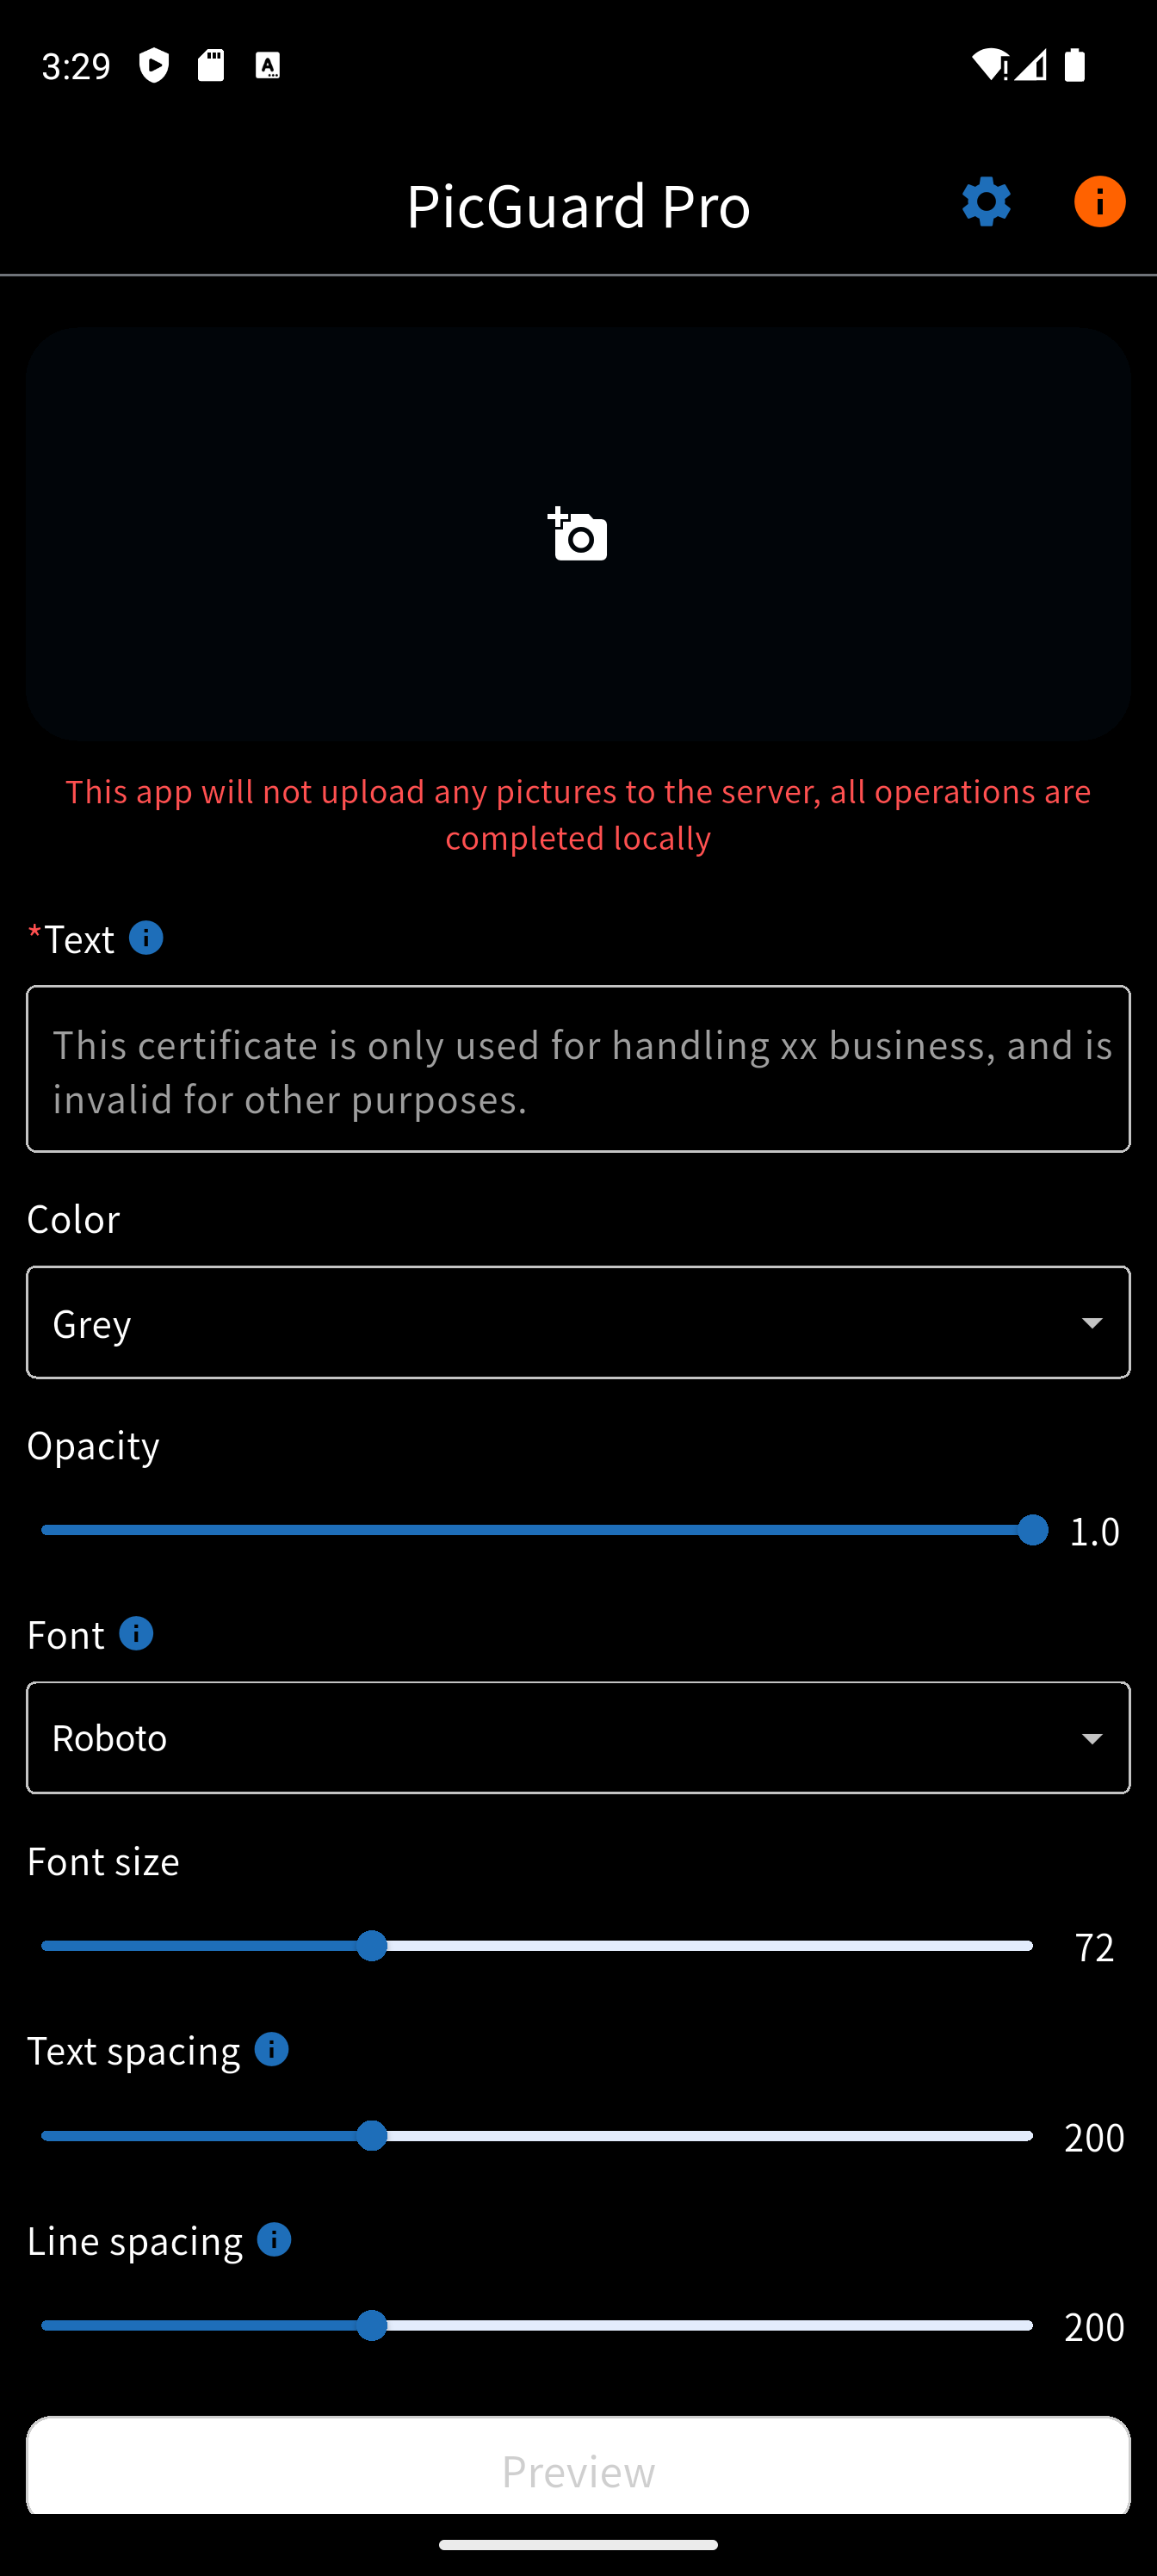 3:29
PicGuard Pro
This app will not upload any pictures to the server, all operations are
completed locally
*Text
This certificate is only used for handling xx business, and is
invalid for other purposes.
Color
Grey
Opacity
1.0
Font
Roboto
Font size
72
Text spacing
200
Line spacing
200
Preview